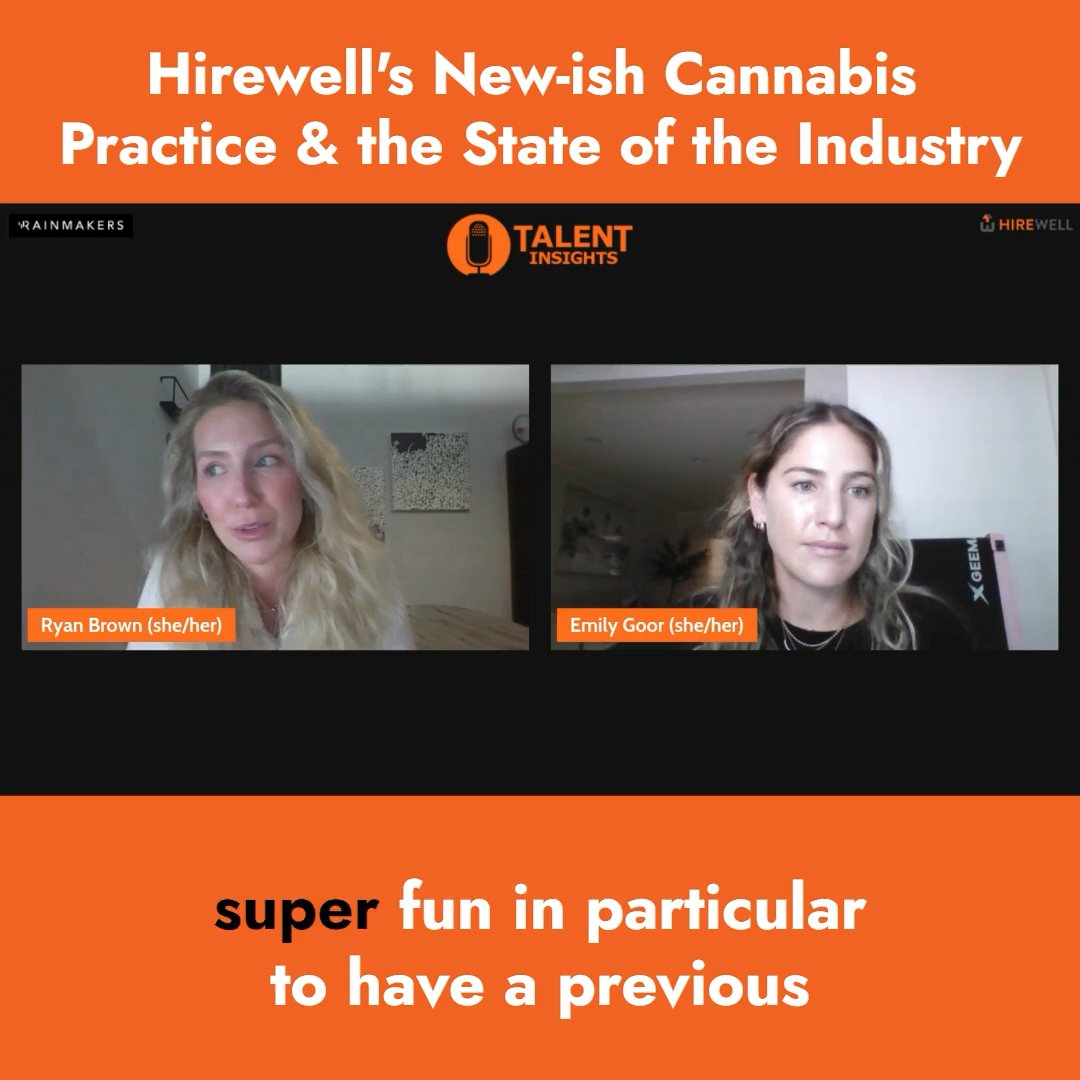 Hirewell's New-ish Cannabis
Practice & the State of the Industry
RAINMAKERS
TALENT
INSIGHTS
HIREWELL
Ryan Brown (she/her)
Emily Goor (she/her)
super fun in particular
to have a previous